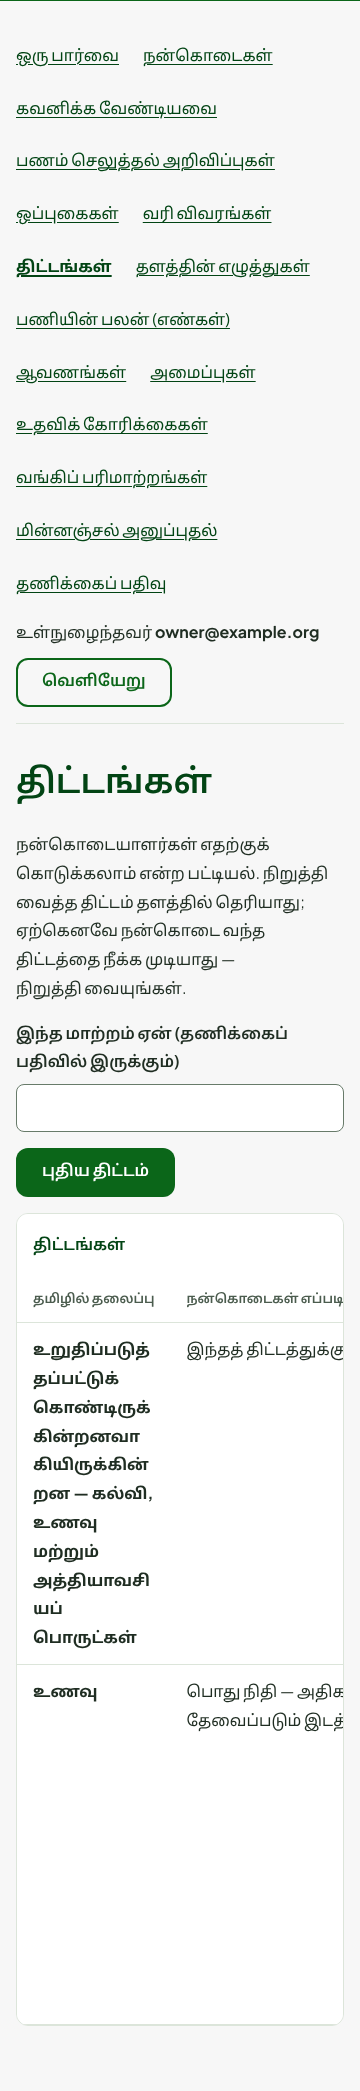 ஒரு பார்வை நன்கொடைகள்
கவனிக்க வேண்டியவை
பணம் செலுத்தல் அறிவிப்புகள்
ஒப்புகைகள் வரி விவரங்கள்
திட்டங்கள் தளத்தின் எழுத்துகள்
பணியின் பலன் (எண்கள்)
ஆவணங்கள் அமைப்புகள்
உதவிக் கோரிக்கைகள்
வங்கிப் பரிமாற்றங்கள்
மின்னஞ்சல் அனுப்புதல்
தணிக்கைப் பதிவு
உள்நுழைந்தவர் owner@example.org
வெளியேறு
திட்டங்கள்
நன்கொடையாளர்கள் எதற்குக்
கொடுக்கலாம் என்ற பட்டியல். நிறுத்தி
வைத்த திட்டம் தளத்தில் தெரியாது;
ஏற்கெனவே நன்கொடை வந்த
திட்டத்தை நீக்க முடியாது —
நிறுத்தி வையுங்கள்.
இந்த மாற்றம் ஏன் (தணிக்கைப்
பதிவில் இருக்கும்)
புதிய திட்டம்
திட்டங்கள்
தமிழில் தலைப்பு நன்கொடைகள்
உறுதிப்படுத் இந்தத்
தப்பட்டுக்
கொண்டிருக்
கின்றனவா
கியிருக்கின்
றன — கல்வி,
உணவு
மற்றும்
அத்தியாவசி
யப்
பொருட்கள்
உணவு பொது நிதி —
தேவைப்படும்